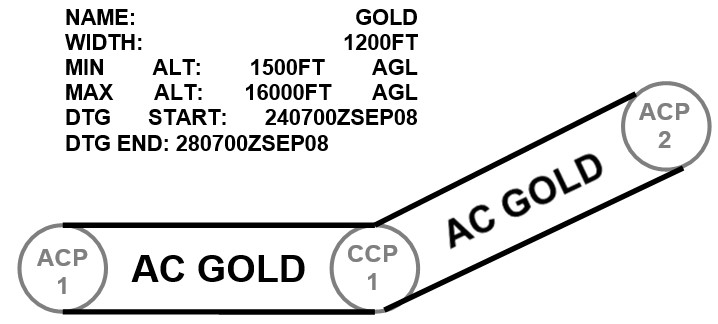 NAME: GOLD
WIDTH: 1200FT
MIN ALT: 1500FT AGL
MAX ALT: 16000FT AGL
DTG START: 240700ZSEP08
DTG END: 280700ZSEP08
ACP
1
AC GOLD
CCP
1
AC GOLD
ACP
2